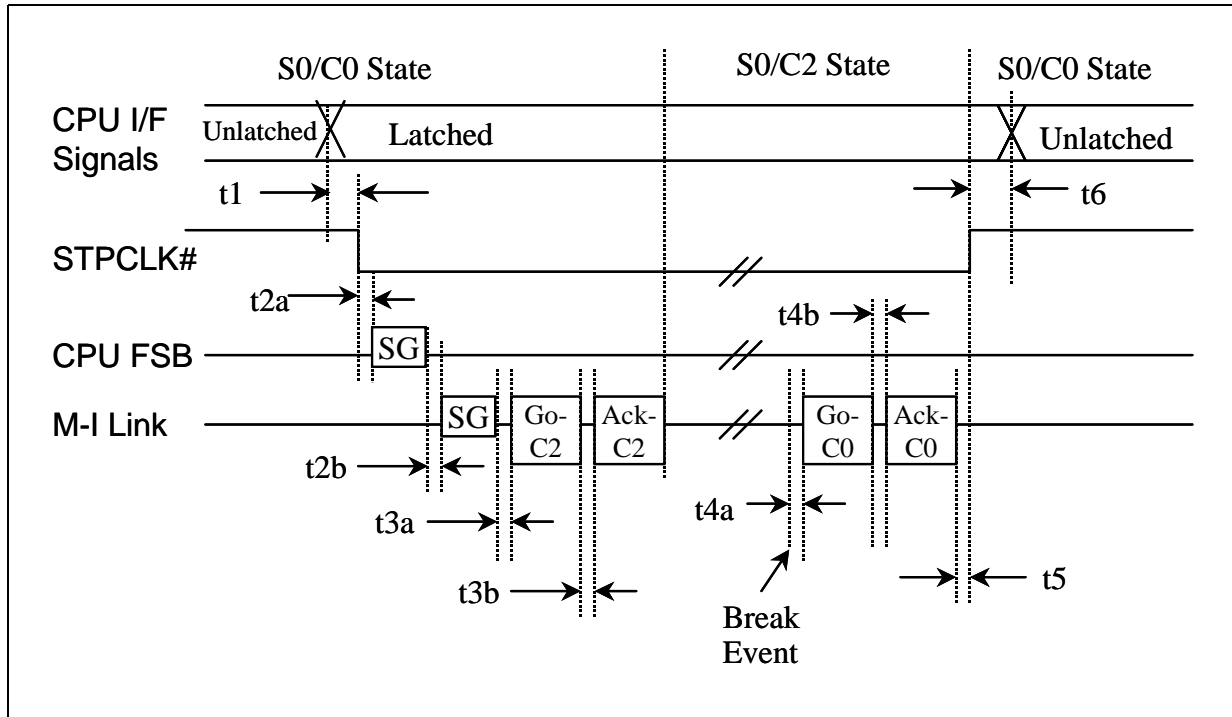 S0/C0 State
S0/C2 State
S0/C0 State
CPU I/F
Signals
Unlatched
Latched
Unlatched
t1
t6
STPCLK#
t2a
t4b
CPU FSB
SG
M-I Link
SG
Go-
C2
Ack-
C2
Go-
C0
Ack-
C0
t2b
t3a
t4a
t3b
t5
Break
Event